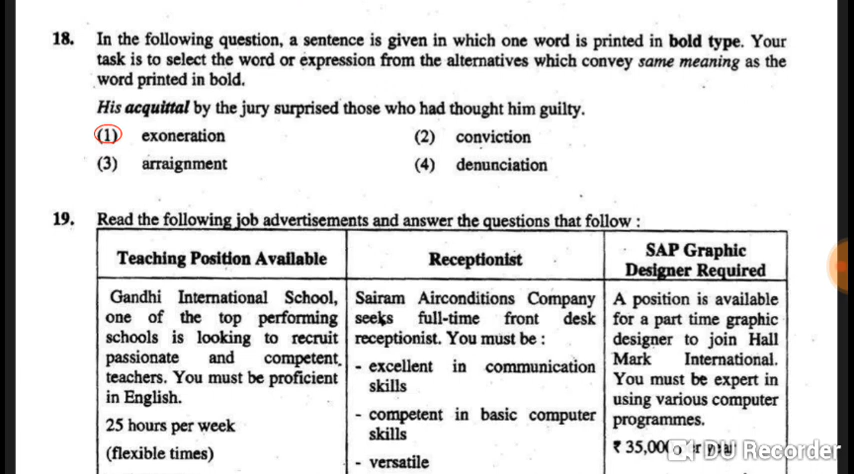 18. In the following question, a sentence is given in which one word is printed in bold type. Your
task is to select the word or expression from the alternatives which convey same meaning as the
word printed in bold.
His acquittal by the jury surprised those who had thought him guilty.
(1) exoneration (2) conviction
(3) arraignment (4) denunciation
19. Read the following job advertisements and answer the questions that follow :
Teaching Position Available
Gandhi International School,
one of the top performing
schools is looking to recruit
passionate and competent
teachers. You must be proficient
in English.
25 hours per week
(flexible times)
Receptionist
Sairam Airconditions Company
seeks full-time front desk
receptionist. You must be :
- excellent in communication
skills
- competent in basic computer
skills
- versatile
SAP Graphic
Designer Required
A position is available
for a part time graphic
designer to join Hall
Mark International.
You must be expert in
using various computer
programmes.
₹ 35,00
DU Recorder